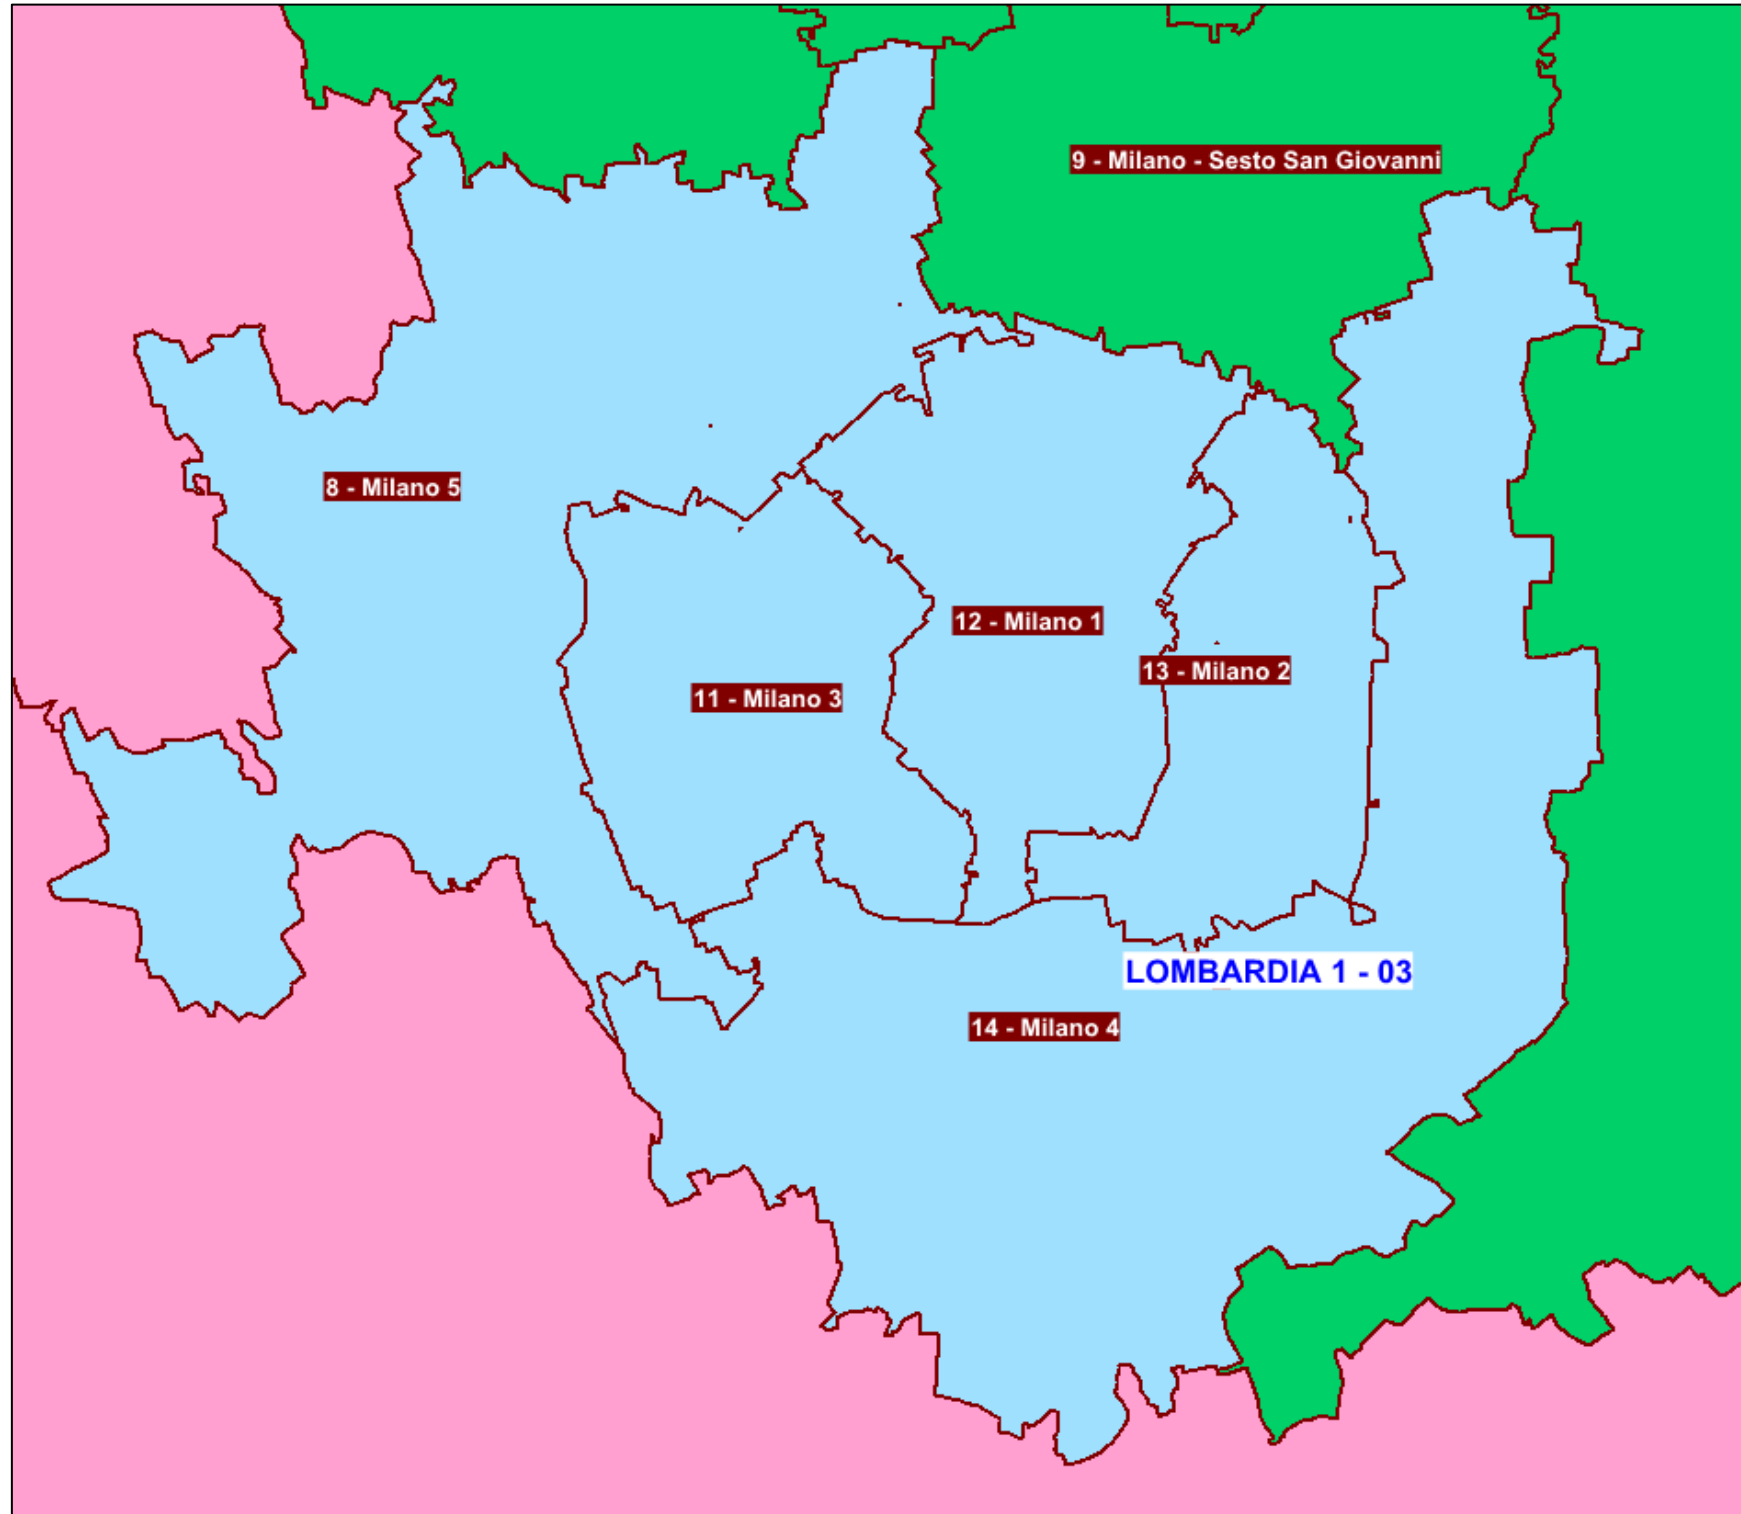 9 - Milano - Sesto San Giovanni
8 - Milano 5
12 - Milano 1
13 - Milano 2
11 - Milano 3
LOMBARDIA 1 - 03
14 - Milano 4